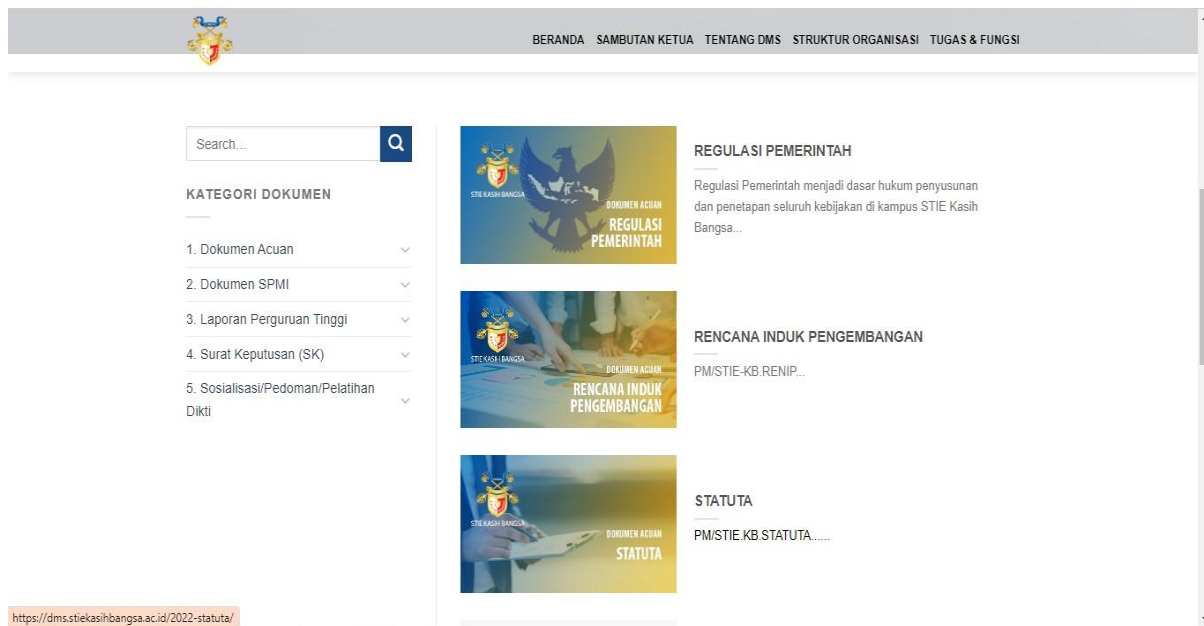 BERANDA SAMBUTAN KETUA TENTANG DMS STRUKTUR ORGANISASI TUGAS & FUNGSI
Search...
KATEGORI DOKUMEN
1. Dokumen Acuan
2. Dokumen SPMI
3. Laporan Perguruan Tinggi
4. Surat Keputusan (SK)
5. Sosialisasi/Pedoman/Pelatihan
Dikti
STIE KASIH BANGSA
DOKUMEN ACUAN
REGULASI
PEMERINTAH
REGULASI PEMERINTAH
Regulasi Pemerintah menjadi dasar hukum penyusunan
dan penetapan seluruh kebijakan di kampus STIE Kasih
Bangsa...
STIE KASIH BANGSA
DOKUMEN ACUAN
RENCANA INDUK
PENGEMBANGAN
RENCANA INDUK PENGEMBANGAN
PM/STIE-KB.RENIP...
STIE KASIH BANGSA
DOKUMEN ACUAN
STATUTA
STATUTA
PM/STIE.KB.STATUTA......
https://dms.stiekasihbangsa.ac.id/2022-statuta/